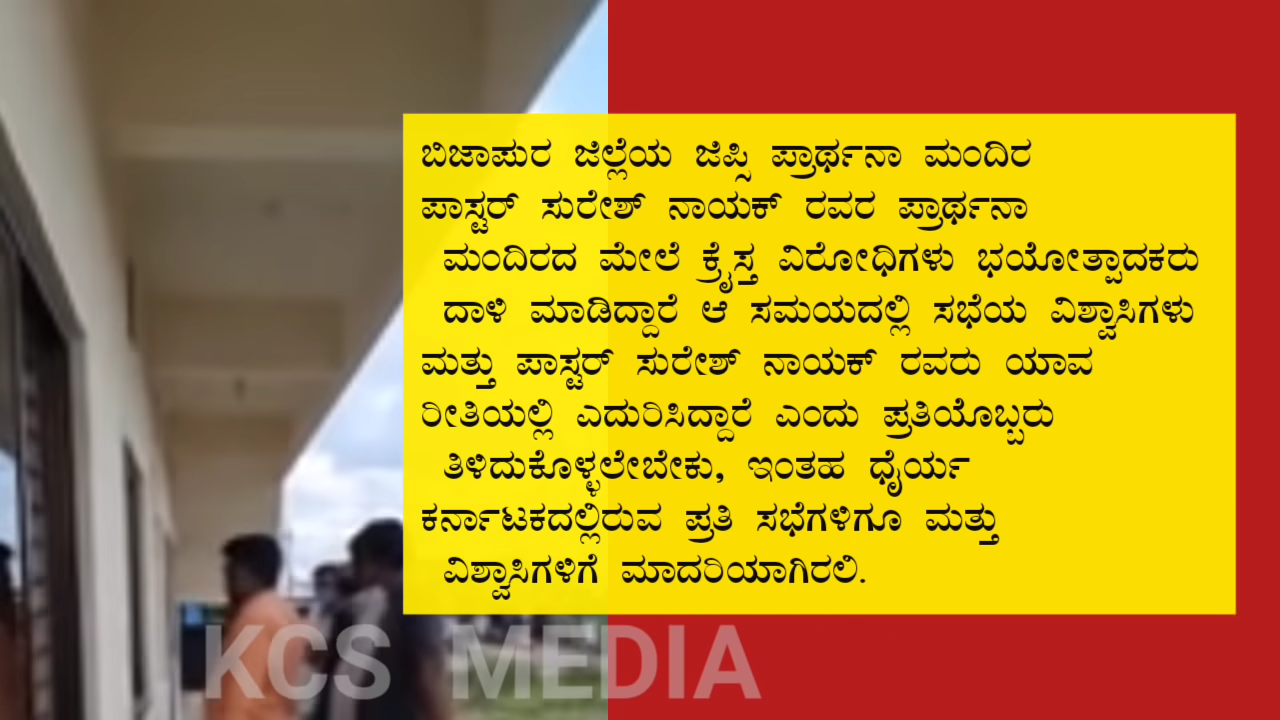 ಬಿಜಾಪುರ ಜಿಲ್ಲೆಯ ಜಿಪ್ಸಿ ಪ್ರಾರ್ಥನಾ ಮಂದಿರ
ಪಾಸ್ಟರ್ ಸುರೇಶ್ ನಾಯಕ್ ರವರ ಪ್ರಾರ್ಥನಾ
ಮಂದಿರದ ಮೇಲೆ ಕ್ರೈಸ್ತ ವಿರೋಧಿಗಳು ಭಯೋತ್ಪಾದಕರು
ದಾಳಿ ಮಾಡಿದ್ದಾರೆ ಆ ಸಮಯದಲ್ಲಿ ಸಭೆಯ ವಿಶ್ವಾಸಿಗಳು
ಮತ್ತು ಪಾಸ್ಟರ್ ಸುರೇಶ್ ನಾಯಕ್ ರವರು ಯಾವ
ರೀತಿಯಲ್ಲಿ ಎದುರಿಸಿದ್ದಾರೆ ಎಂದು ಪ್ರತಿಯೊಬ್ಬರು
ತಿಳಿದುಕೊಳ್ಳಲೇಬೇಕು, ಇಂತಹ ಧೈರ್ಯ
ಕರ್ನಾಟಕದಲ್ಲಿರುವ ಪ್ರತಿ ಸಭೆಗಳಿಗೂ ಮತ್ತು
ವಿಶ್ವಾಸಿಗಳಿಗೆ ಮಾದರಿಯಾಗಿರಲಿ.
KCS MEDIA